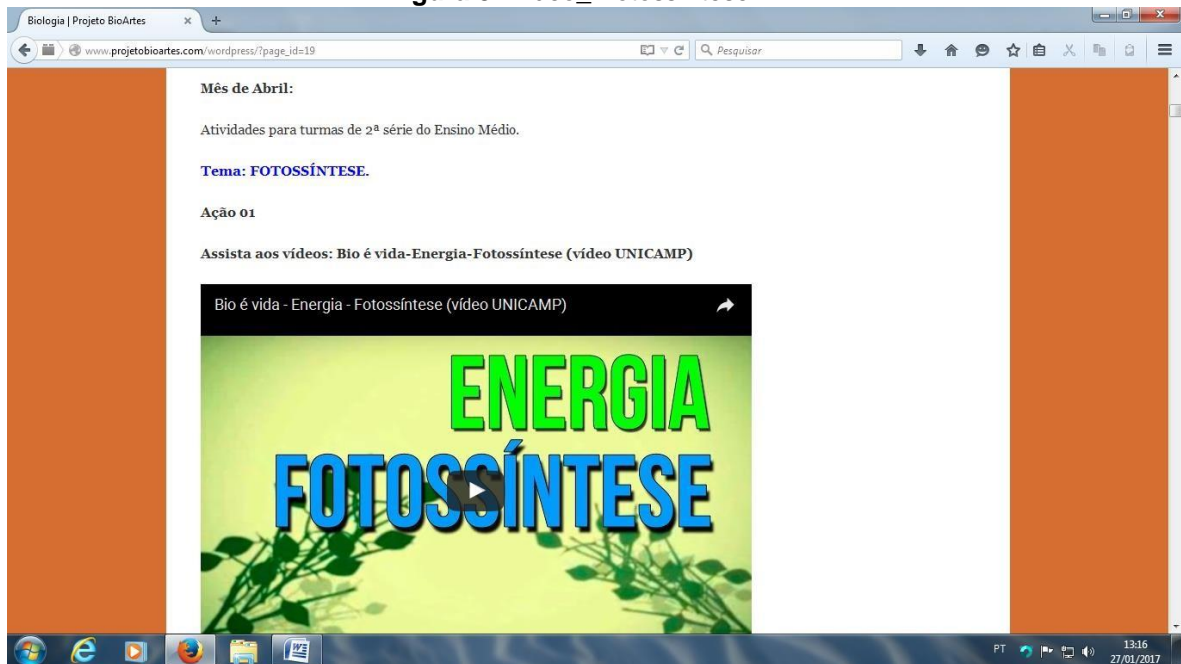 Biologia | Projeto BioArtes
www.projetobioartes.com/wordpress/?page_id=19
Pesquisar
Mês de Abril:
Atividades para turmas de 2ª série do Ensino Médio.
Tema: FOTOSSÍNTESE.
Ação 01
Assista aos vídeos: Bio é vida-Energia-Fotossíntese (vídeo UNICAMP)
Bio é vida - Energia - Fotossíntese (vídeo UNICAMP)
ENERGIA
FOTOSSÍNTESE
PT
13:16
27/01/2017